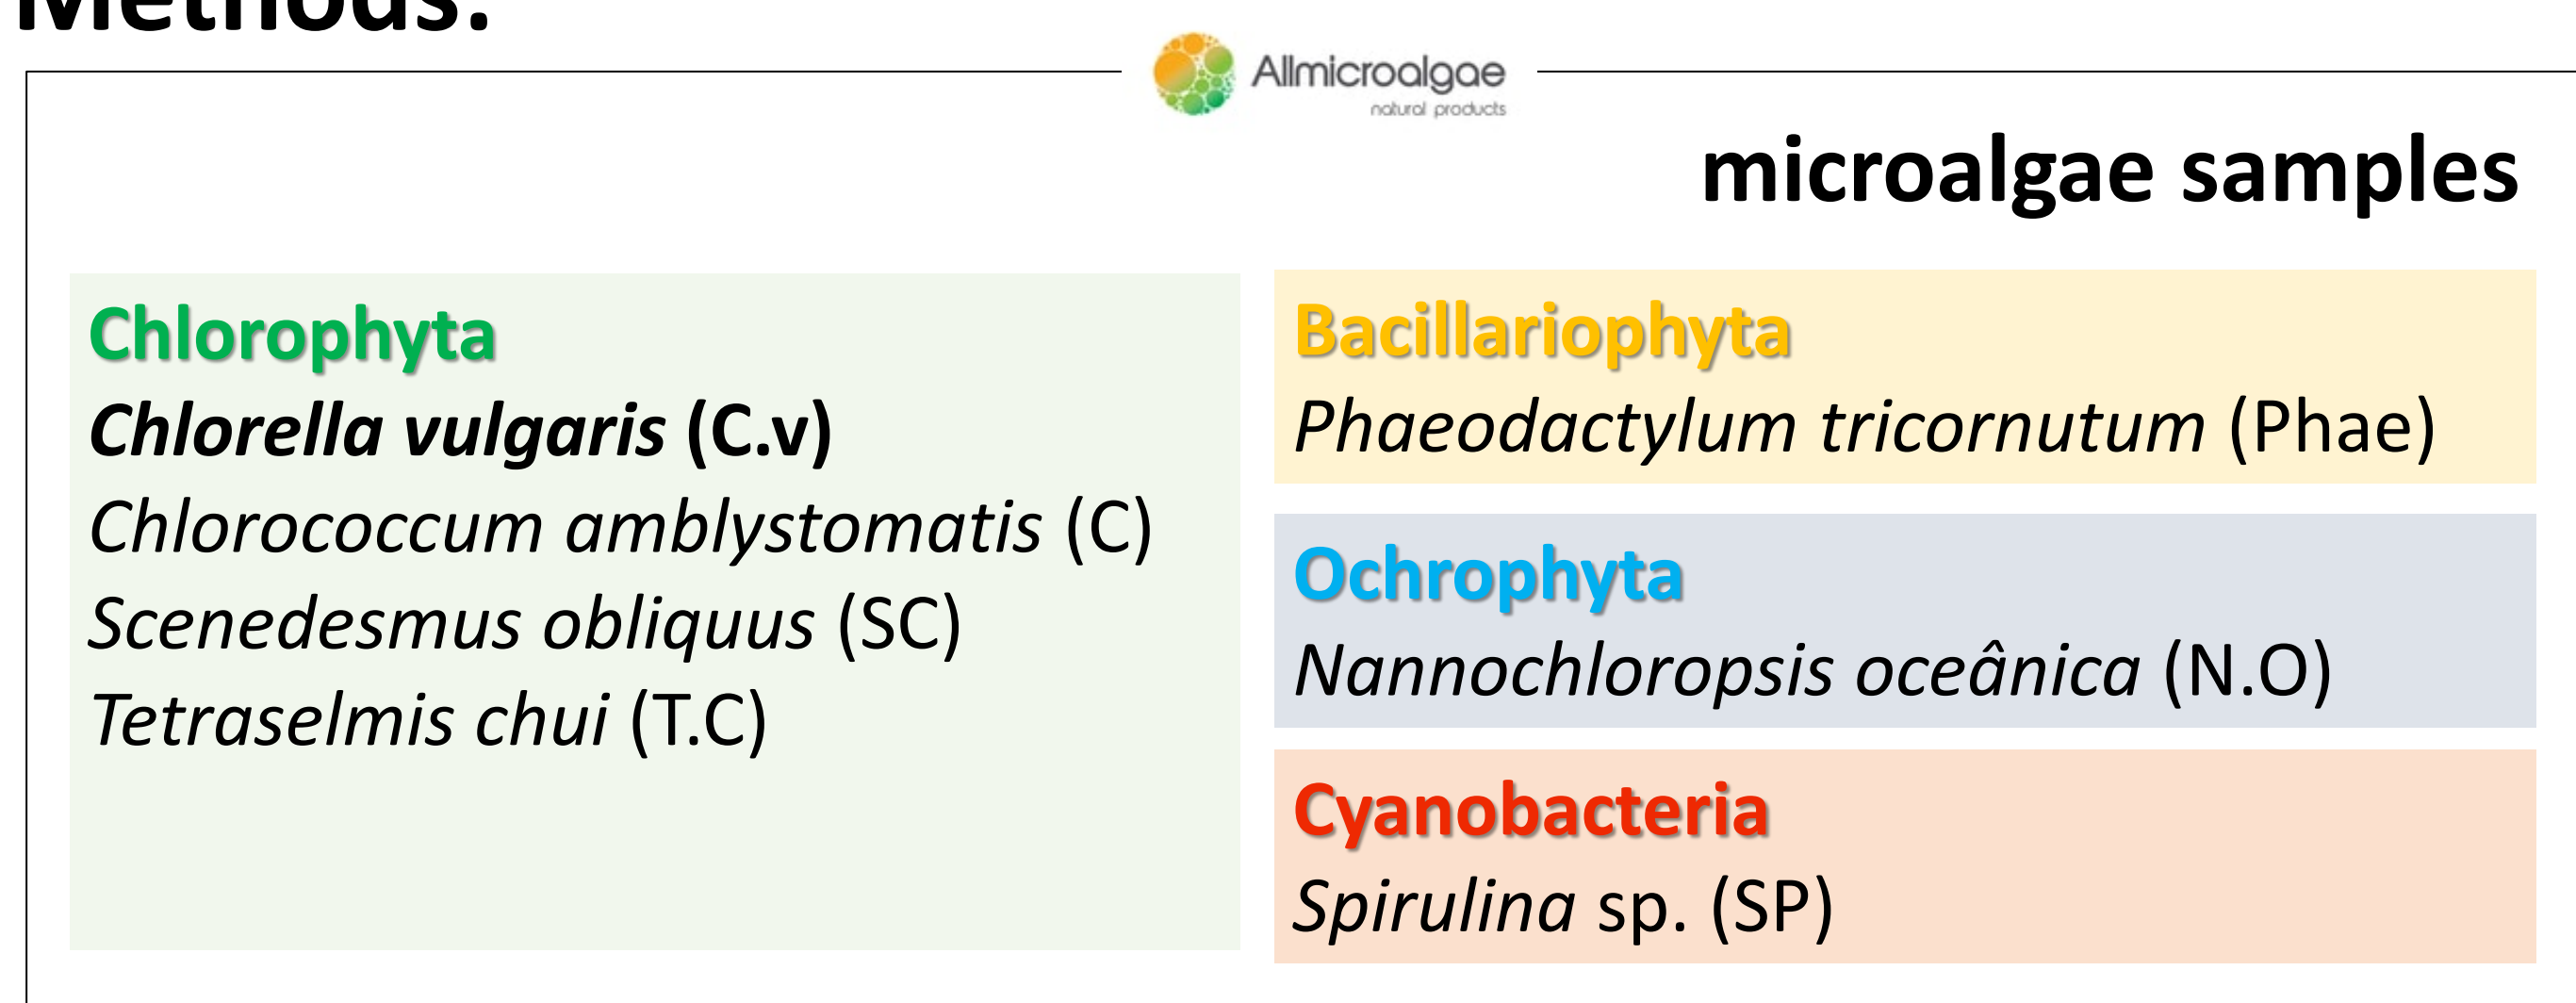 Methods:
Allmicroalgae
natural products
microalgae samples
Chlorophyta
Chlorella vulgaris (C.v)
Chlorococcum amblystomatis (C)
Scenedesmus obliquus (SC)
Tetraselmis chui (T.C)
Bacillariophyta
Phaeodactylum tricornutum (Phae)
Ochrophyta
Nannochloropsis oceânica (N.O)
Cyanobacteria
Spirulina sp. (SP)